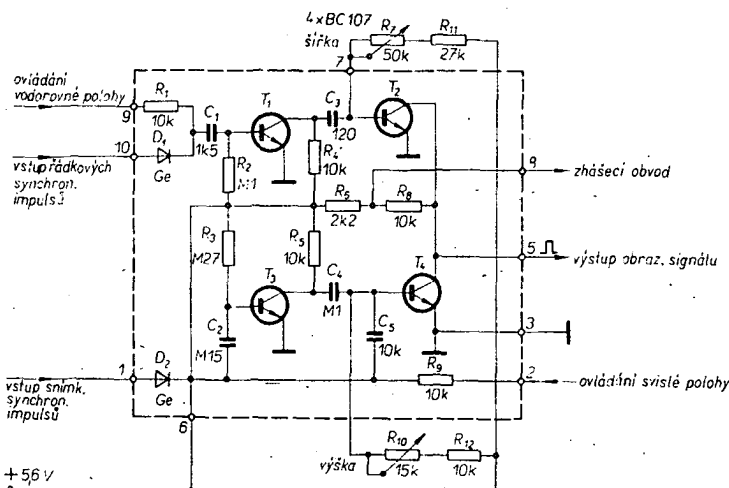 4×BC 107
šířka
R7
50k
R11
27k
7
ovládání
vodorovné polohy
9
R1
10k
C1
1k5
T1
C3
120
T2
10
D1
Ge
vstup řádkových
synchron.
impulsů
R2
M1
R4
10k
8
zhášecí obvod
R6
2k2
R8
10k
R3
M27
R5
10k
5
výstup obraz. signálu
T3
C4
M1
T4
3
C2
M15
C5
10k
1
D2
Ge
vstup sním.
synchron.
impulsů
R9
10k
2
ovládání svislé polohy
6
výška
R10
15k
R12
10k
+ 5,6 V